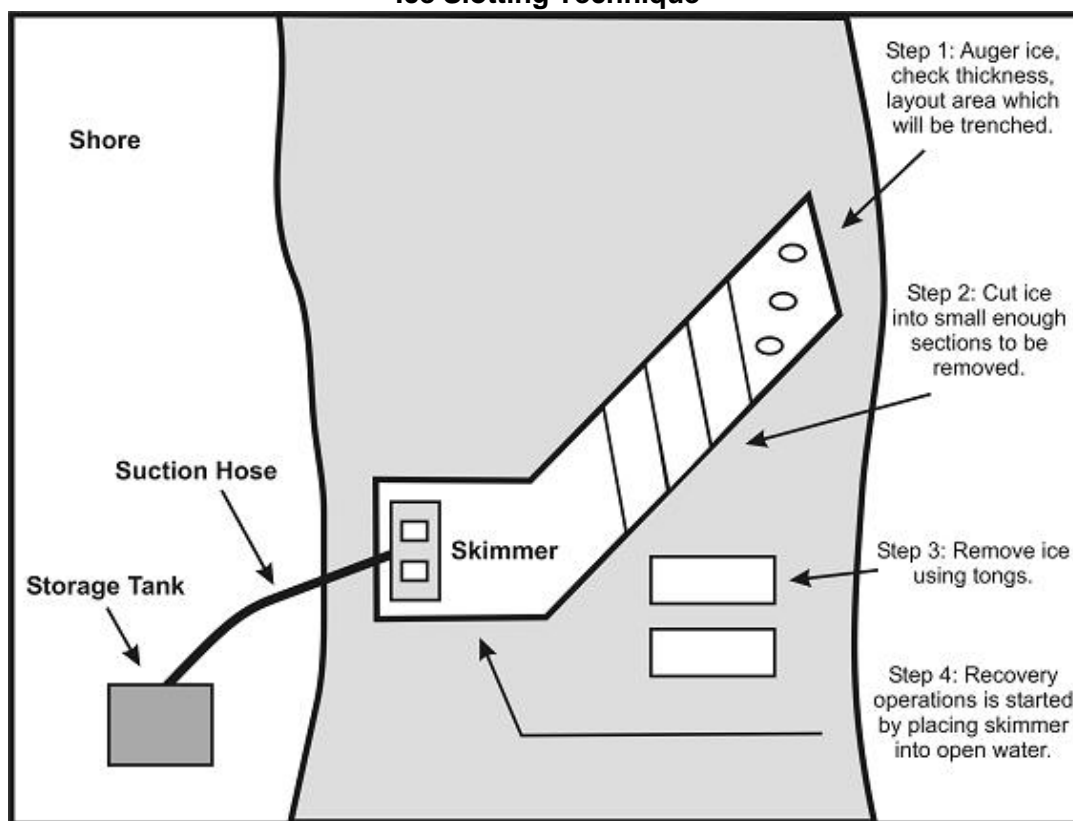 Ice Slotting Technique
Step 1: Auger ice,
check thickness,
layout area which
will be trenched.
Shore
Step 2: Cut ice
into small enough
sections to be
removed.
Suction Hose
Skimmer
Step 3: Remove ice
using tongs.
Storage Tank
Step 4: Recovery
operations is started
by placing skimmer
into open water.